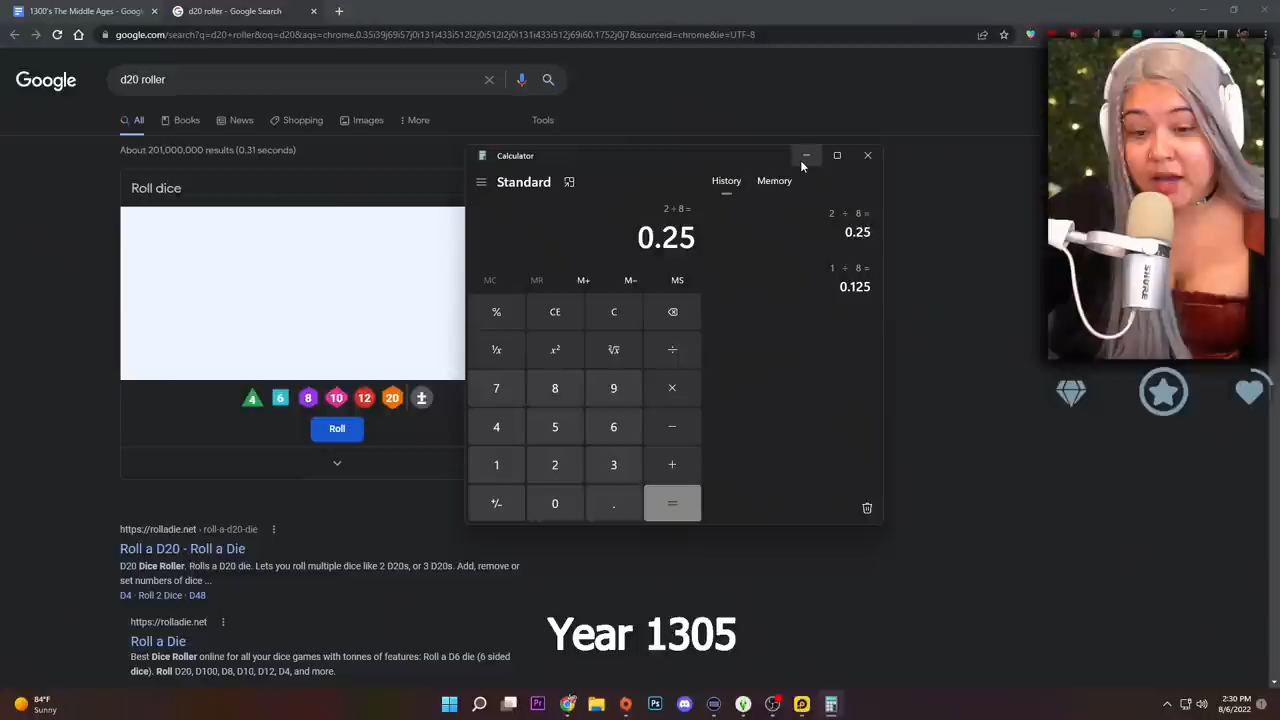 1300's The Middle Ages - Googl
d20 roller - Google Search
google.com/search?q=d20+roller&oq=d20&aqs=chrome.0.35i39j69i57j0i131i433i512l2j0i512l2j0i131i433i512j69i60.1752j0j7&sourceid=chrome&ie=UTF-8
Google
d20 roller
All
Books
News
Shopping
Images
More
Tools
About 201,000,000 results (0.31 seconds)
Roll dice
4
6
8
10
12
20
±
Roll
Calculator
Standard
History
Memory
2 ÷ 8 =
0.25
2 ÷ 8 =
0.25
1 ÷ 8 =
0.125
MC
MR
M+
M−
MS
%
CE
C
⌫
¹/x
x²
²√x
÷
7
8
9
×
4
5
6
−
1
2
3
+
+/−
0
.
=
SHURE
https://rolladie.net › roll-a-d20-die
Roll a D20 - Roll a Die
D20 Dice Roller. Rolls a D20 die. Lets you roll multiple dice like 2 D20s, or 3 D20s. Add, remove or
set numbers of dice ...
D4 · Roll 2 Dice · D48
https://rolladie.net
Roll a Die
Best Dice Roller online for all your dice games with tonnes of features: Roll a D6 die (6 sided
dice). Roll D20, D100, D8, D10, D12, D4, and more.
Year 1305
84°F
Sunny
Pr
Ps
2:30 PM
8/6/2022